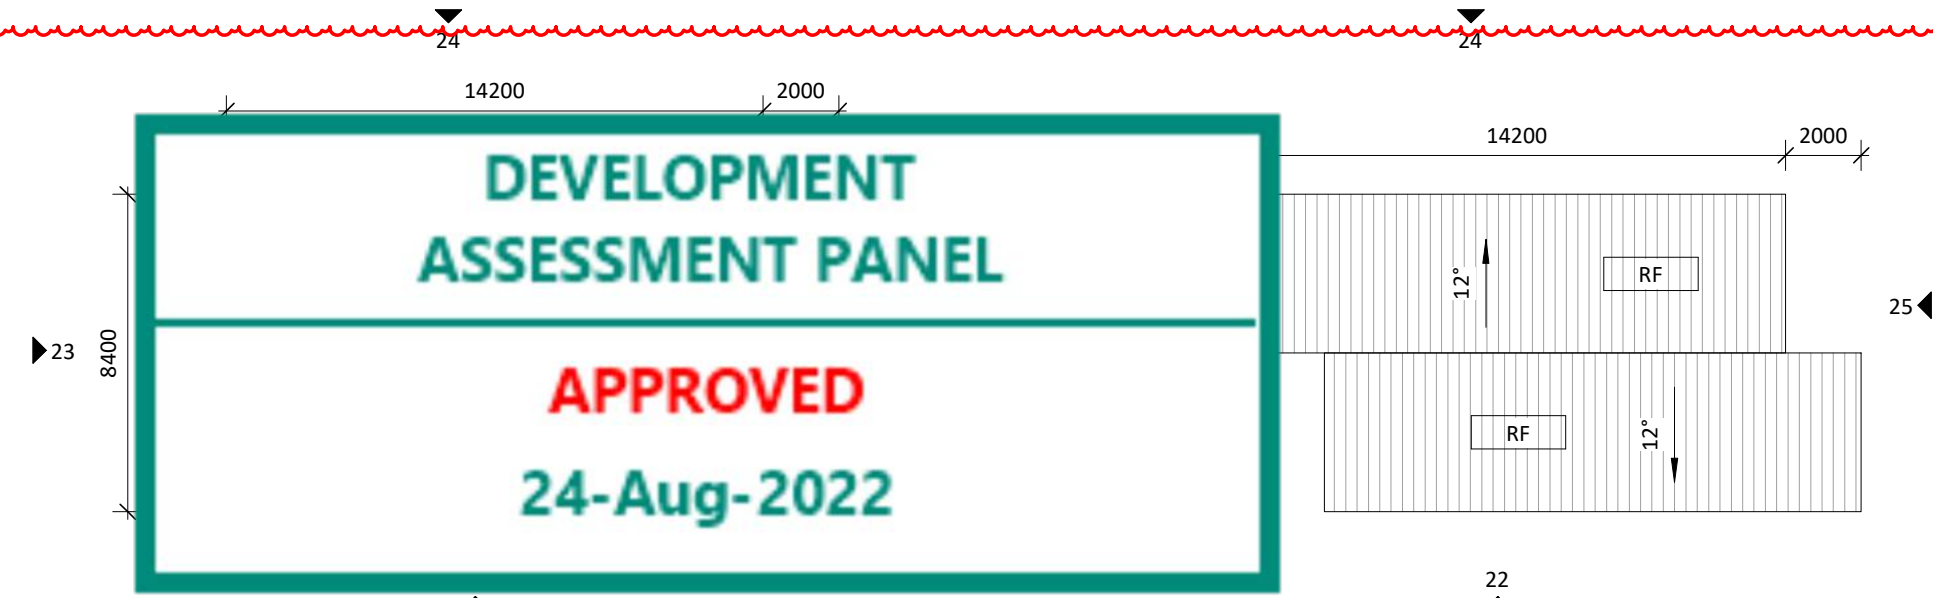 24
24
14200
2000
14200
2000
DEVELOPMENT
ASSESSMENT PANEL
12°
RF
25
23
8400
APPROVED
RF
12°
24-Aug-2022
22